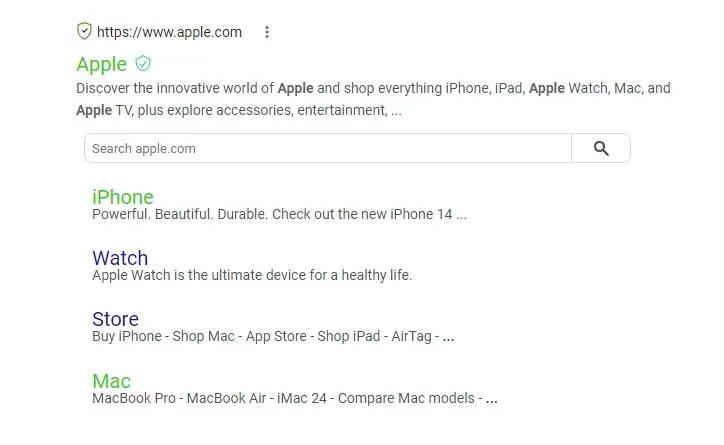 https://www.apple.com
Apple
Discover the innovative world of Apple and shop everything iPhone, iPad, Apple Watch, Mac, and
Apple TV, plus explore accessories, entertainment, ...
Search apple.com
iPhone
Powerful. Beautiful. Durable. Check out the new iPhone 14 ...
Watch
Apple Watch is the ultimate device for a healthy life.
Store
Buy iPhone - Shop Mac - App Store - Shop iPad - AirTag - ...
Mac
MacBook Pro - MacBook Air - iMac 24 - Compare Mac models - ...